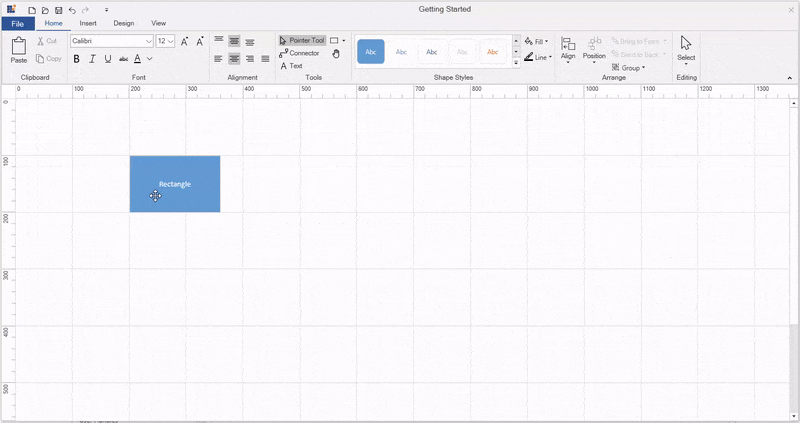 Getting Started
File Home Insert Design View
Cut Calibri 12 Pointer Tool Abc Abc Abc Abc Abc Fill Bring to Front
Paste Copy B I U abc A Connector Line Align Position Send to Back Select
Text Group
Clipboard Font Alignment Tools Shape Styles Arrange Editing
0 100 200 300 400 500 600 700 800 900 1000 1100 1200 1300
0
100
Rectangle
200
300
400
500